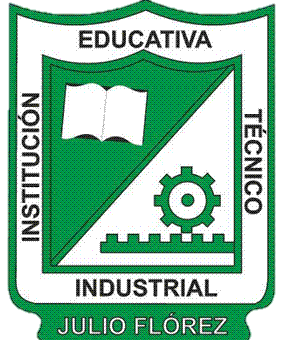 EDUCATIVA
INSTITUCIÓN
TÉCNICO
INDUSTRIAL
JULIO FLÓREZ